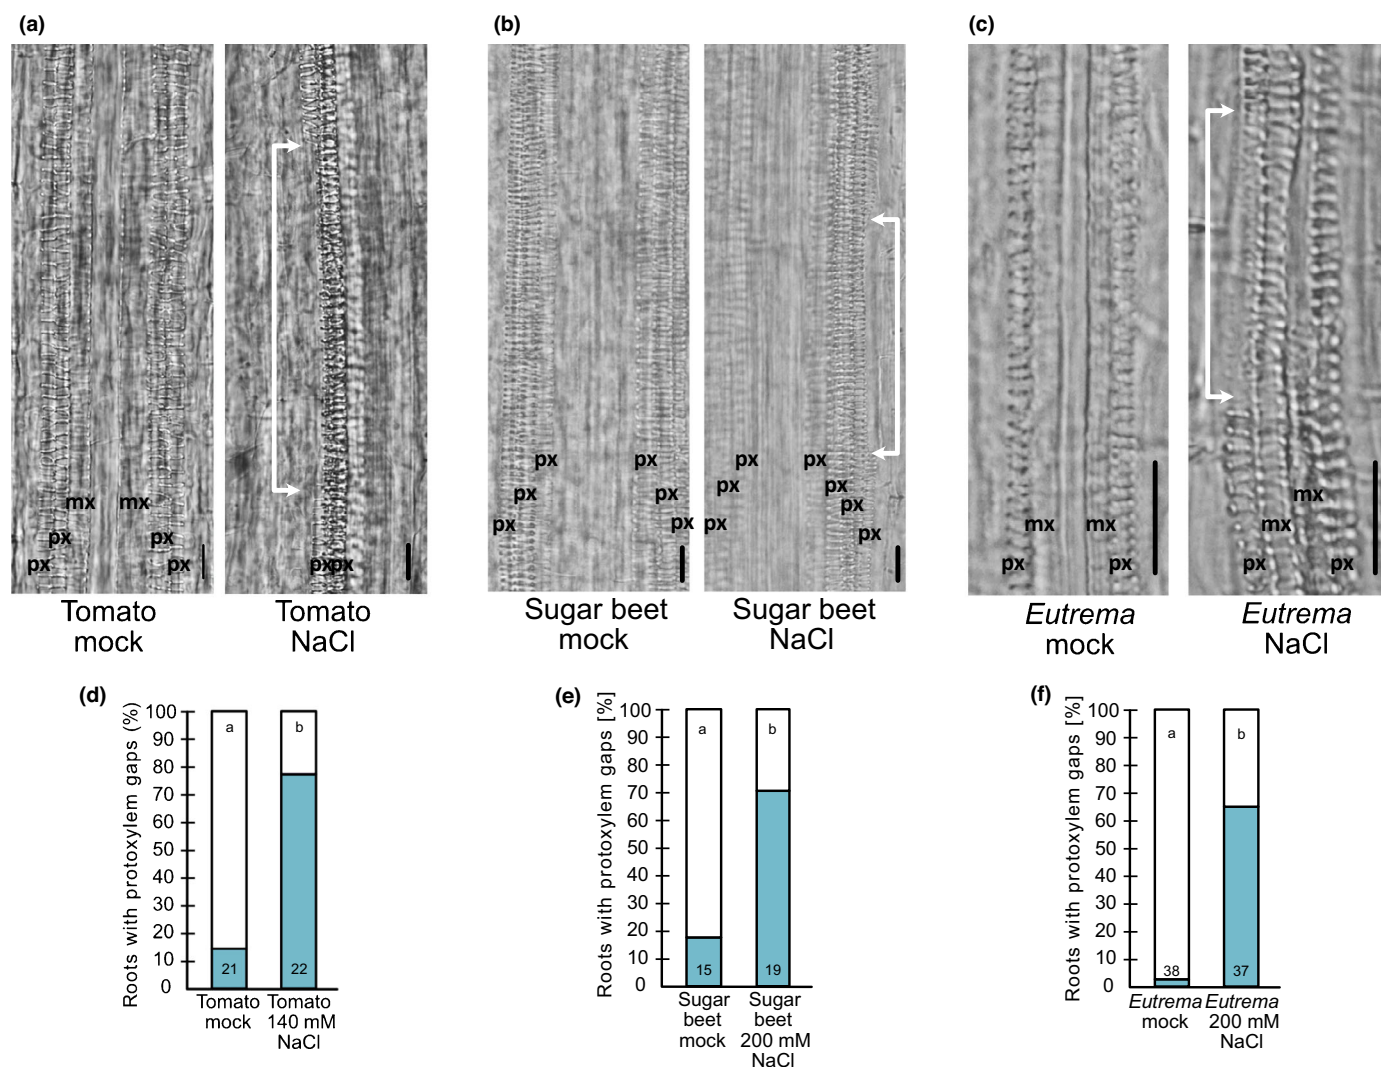 (a)
(b)
(c)
mx mx
px px
px px
pxpx
px px
px px
px px
px px
px px
px
px
px
mx mx
px px
mx
mx
px px
Tomato
mock
Tomato
NaCl
Sugar beet
mock
Sugar beet
NaCl
Eutrema
mock
Eutrema
NaCl
(d)
Roots with protoxylem gaps (%)
100
90
80
70
60
50
40
30
20
10
0
a
b
21
22
Tomato
mock
Tomato
140 mM
NaCl
(e)
Roots with protoxylem gaps [%]
100
90
80
70
60
50
40
30
20
10
0
a
b
15
19
Sugar
beet
mock
Sugar
beet
200 mM
NaCl
(f)
Roots with protoxylem gaps [%]
100
90
80
70
60
50
40
30
20
10
0
a
b
38
37
Eutrema
mock
Eutrema
200 mM
NaCl